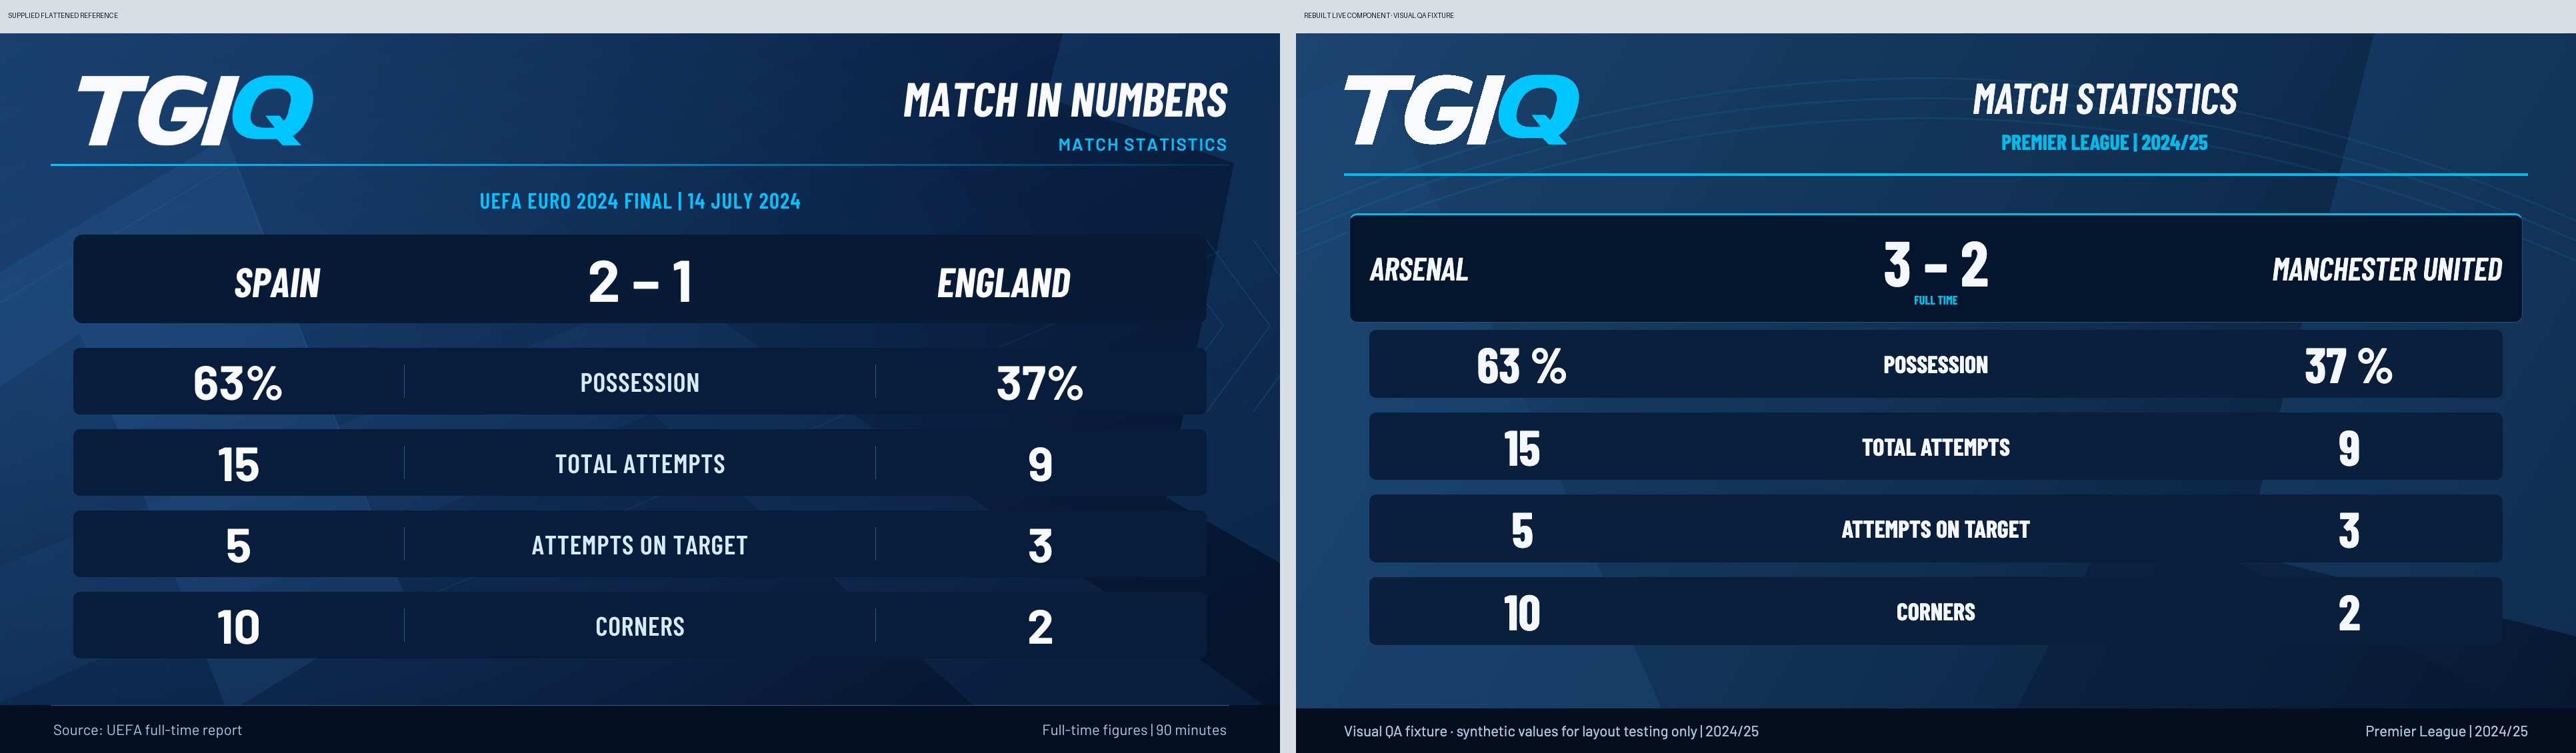 SUPPLIED FLATTENED REFERENCE
TGIQ
MATCH IN NUMBERS
MATCH STATISTICS
UEFA EURO 2024 FINAL | 14 JULY 2024
SPAIN 2 – 1 ENGLAND
63% POSSESSION 37%
15 TOTAL ATTEMPTS 9
5 ATTEMPTS ON TARGET 3
10 CORNERS 2
Source: UEFA full-time report
Full-time figures | 90 minutes
REBUILT LIVE COMPONENT · VISUAL QA FIXTURE
TGIQ
MATCH STATISTICS
PREMIER LEAGUE | 2024/25
ARSENAL 3 – 2 MANCHESTER UNITED
FULL TIME
63 % POSSESSION 37 %
15 TOTAL ATTEMPTS 9
5 ATTEMPTS ON TARGET 3
10 CORNERS 2
Visual QA fixture · synthetic values for layout testing only | 2024/25
Premier League | 2024/25